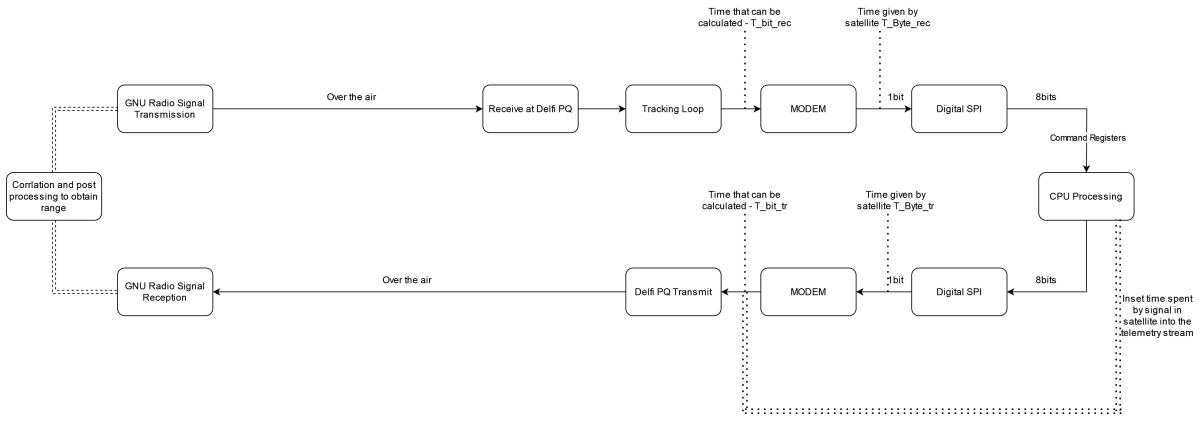 Time that can be
calculated - T_bit_rec
Time given by
satellite T_Byte_rec
GNU Radio Signal
Transmission
Over the air
Receive at Delfi PQ
Tracking Loop
MODEM
1bit
Digital SPI
8bits
Command Registers
Corrlation and post
processing to obtain
range
CPU Processing
Time that can be
calculated - T_bit_tr
Time given by
satellite T_Byte_tr
GNU Radio Signal
Reception
Over the air
Delfi PQ Transmit
MODEM
1bit
Digital SPI
8bits
Inset time spent
by signal in
satellite into the
telemetry stream